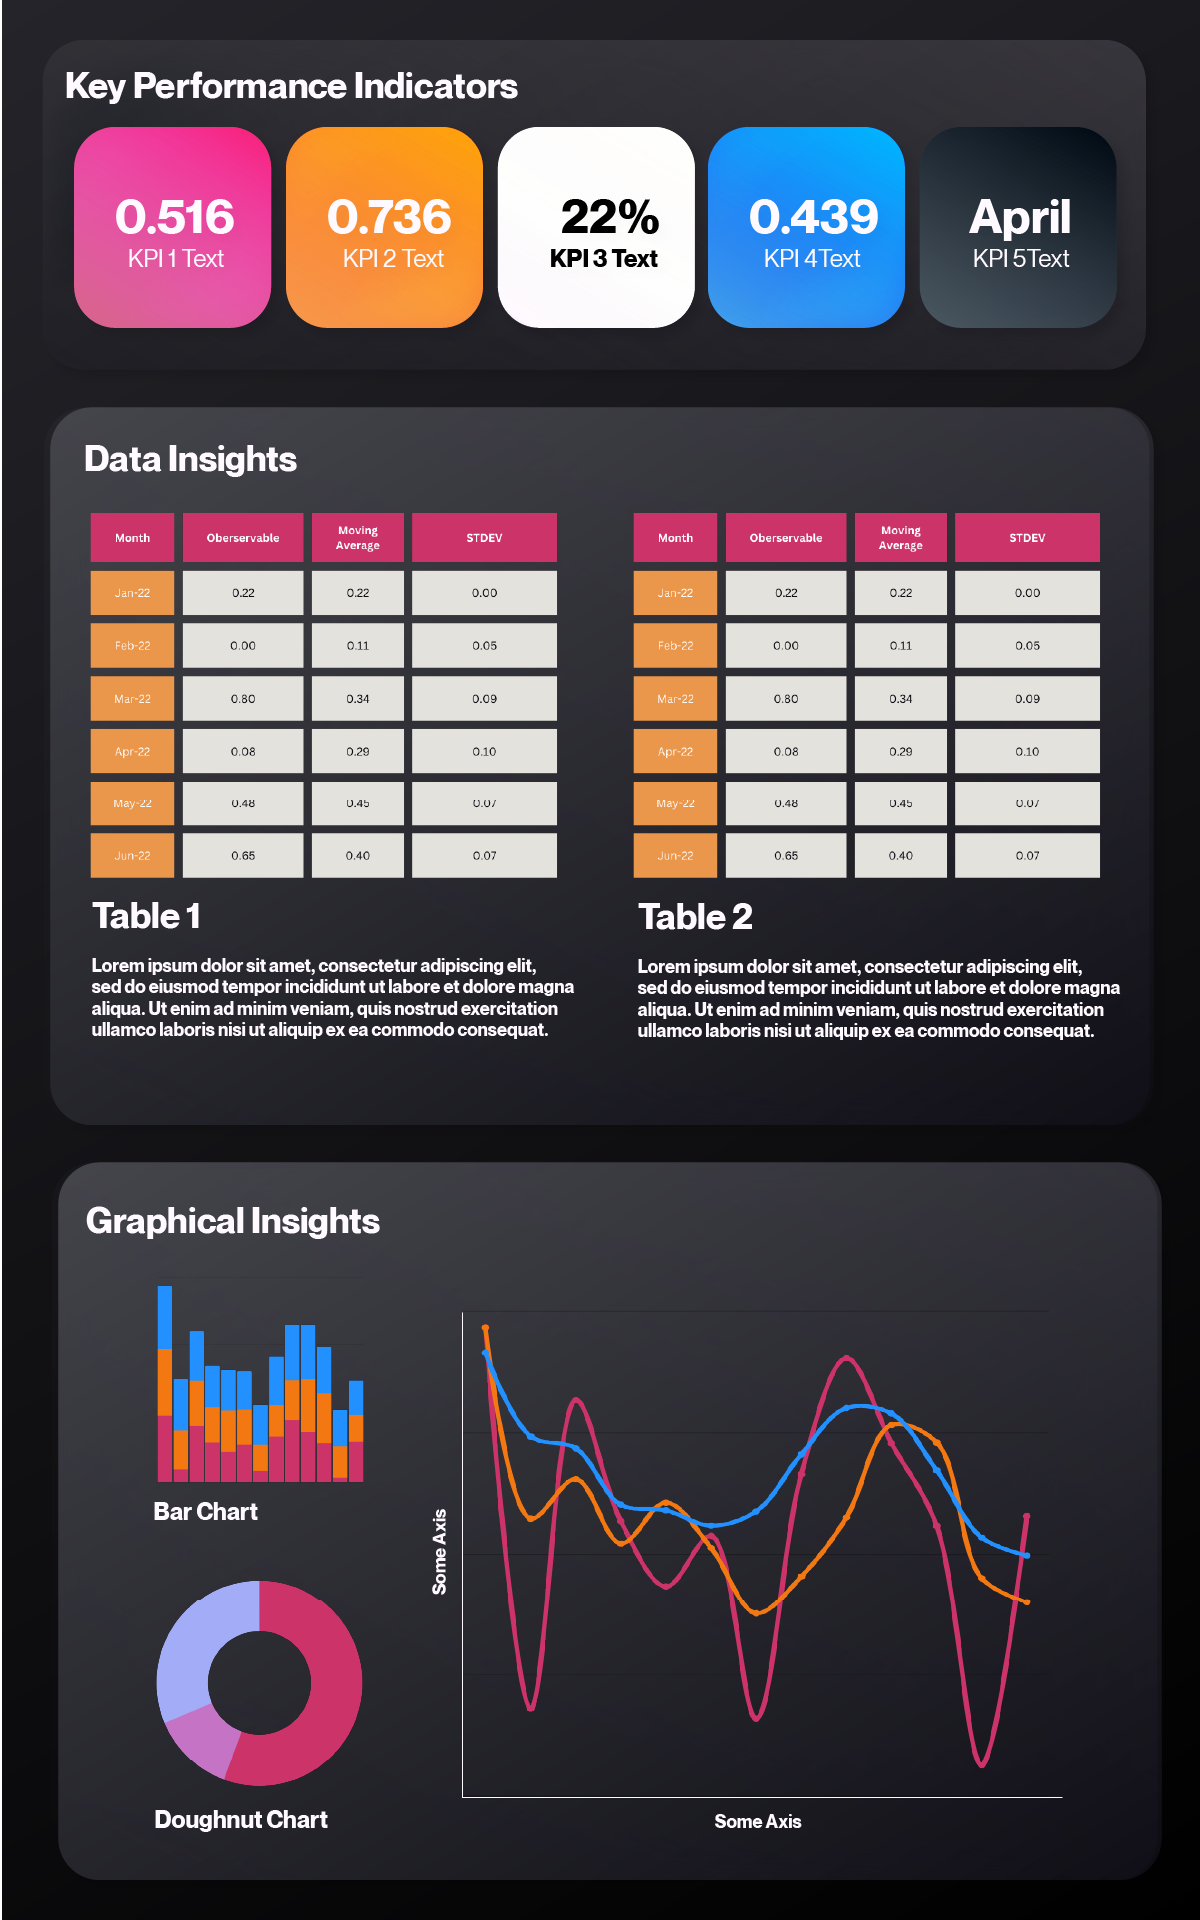 Key Performance Indicators
0.516 0.736 22% 0.439 April
KPI 1 Text KPI 2 Text KPI 3 Text KPI 4Text KPI 5Text
Data Insights
Month Oberservable Moving Average STDEV
Jan-22 0.22 0.22 0.00
Feb-22 0.00 0.11 0.05
Mar-22 0.80 0.34 0.09
Apr-22 0.08 0.29 0.10
May-22 0.48 0.45 0.07
Jun-22 0.65 0.40 0.07
Table 1
Lorem ipsum dolor sit amet, consectetur adipiscing elit,
sed do eiusmod tempor incididunt ut labore et dolore magna
aliqua. Ut enim ad minim veniam, quis nostrud exercitation
ullamco laboris nisi ut aliquip ex ea commodo consequat.
Month Oberservable Moving Average STDEV
Jan-22 0.22 0.22 0.00
Feb-22 0.00 0.11 0.05
Mar-22 0.80 0.34 0.09
Apr-22 0.08 0.29 0.10
May-22 0.48 0.45 0.07
Jun-22 0.65 0.40 0.07
Table 2
Lorem ipsum dolor sit amet, consectetur adipiscing elit,
sed do eiusmod tempor incididunt ut labore et dolore magna
aliqua. Ut enim ad minim veniam, quis nostrud exercitation
ullamco laboris nisi ut aliquip ex ea commodo consequat.
Graphical Insights
Bar Chart
Doughnut Chart
Some Axis
Some Axis